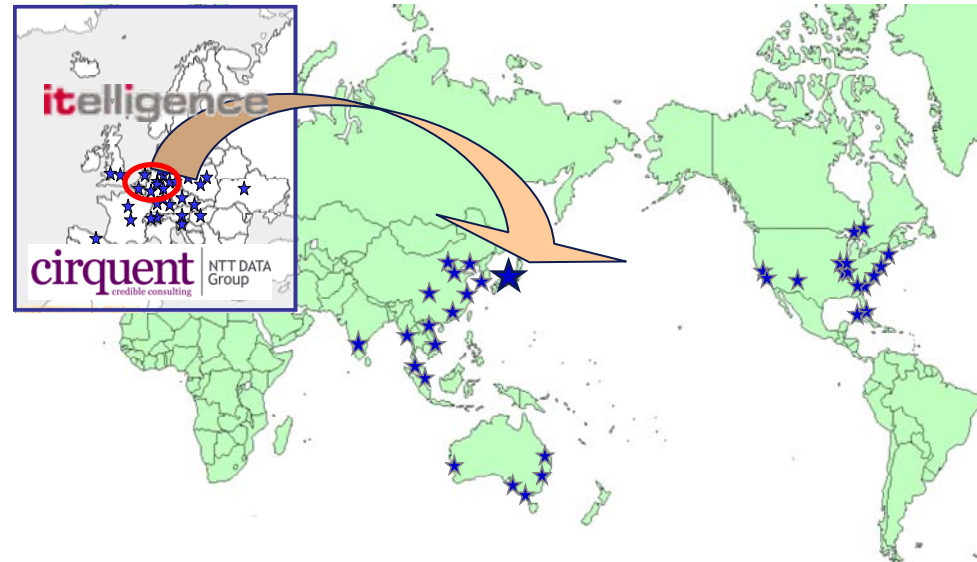 itelligence
cirquent
NTT DATA
Group
credible consulting